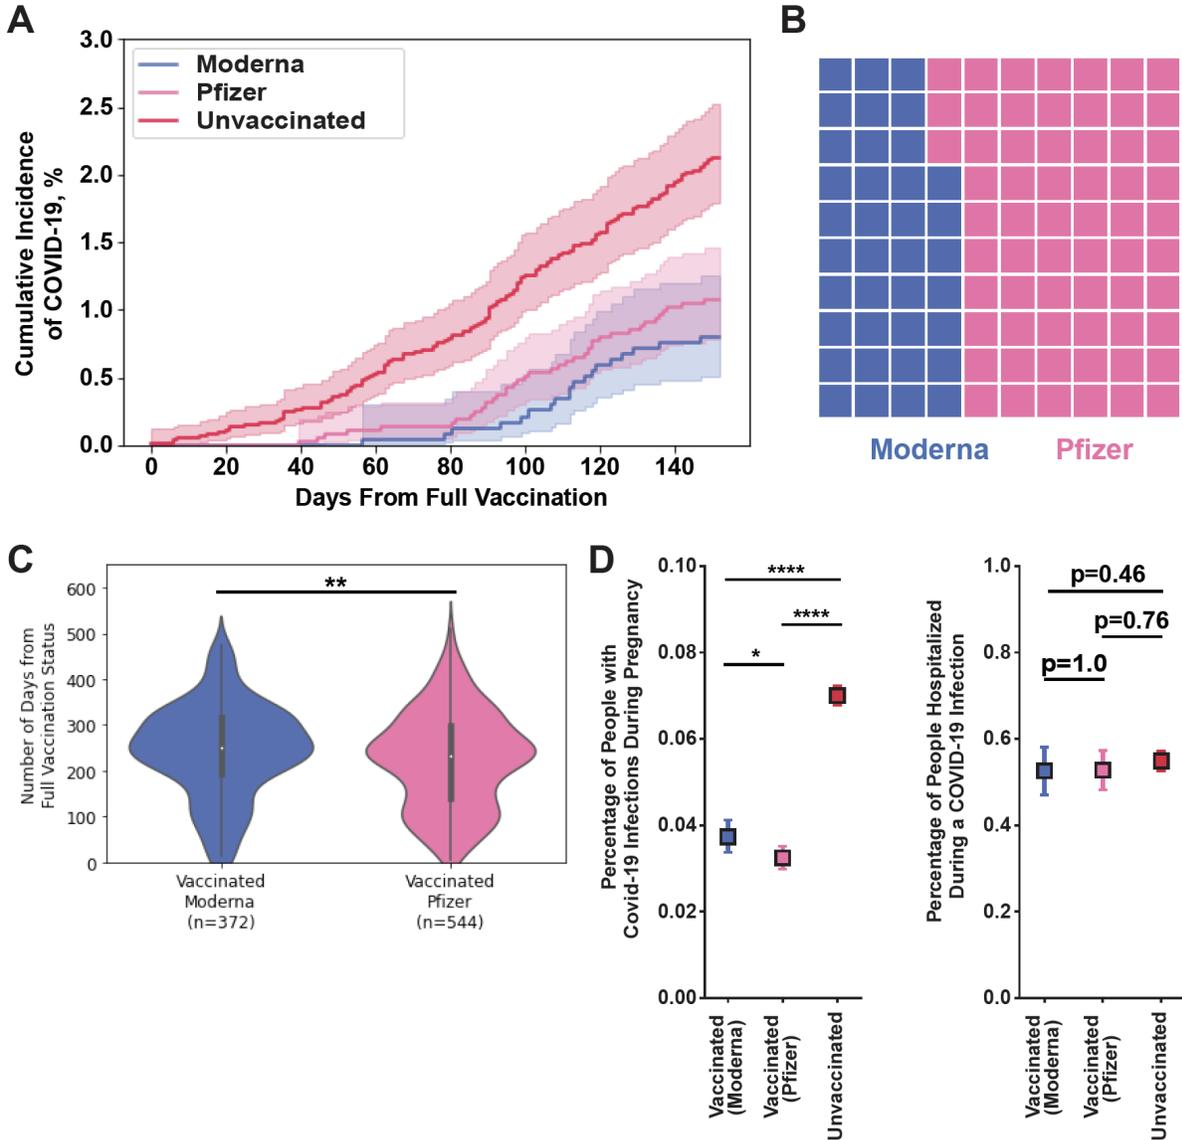 A
Cumulative Incidence
of COVID-19, %
3.0
2.5
2.0
1.5
1.0
0.5
0.0
Moderna
Pfizer
Unvaccinated
0 20 40 60 80 100 120 140
Days From Full Vaccination
B
Moderna Pfizer
C
Number of Days from
Full Vaccination Status
600
500
400
300
200
100
0
**
Vaccinated
Moderna
(n=372)
Vaccinated
Pfizer
(n=544)
D
Percentage of People with
Covid-19 Infections During Pregnancy
0.10
0.08
0.06
0.04
0.02
0.00
****
****
*
Vaccinated
(Moderna)
Vaccinated
(Pfizer)
Unvaccinated
Percentage of People Hospitalized
During a COVID-19 Infection
1.0
0.8
0.6
0.4
0.2
0.0
p=0.46
p=0.76
p=1.0
Vaccinated
(Moderna)
Vaccinated
(Pfizer)
Unvaccinated